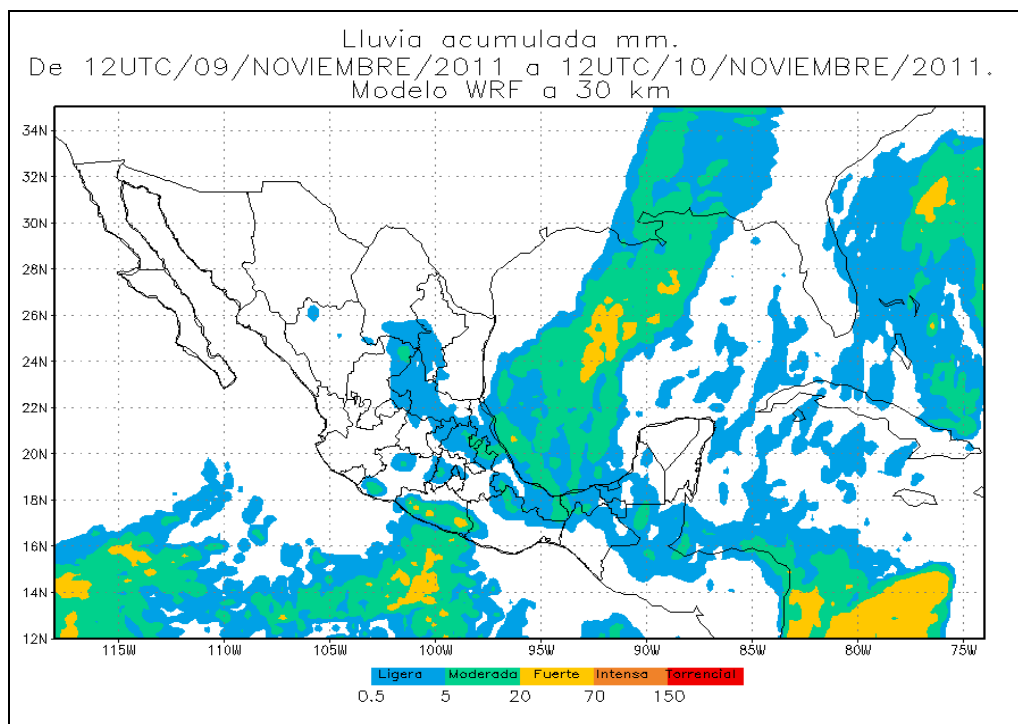 Lluvia acumulada mm.
De 12UTC/09/NOVIEMBRE/2011 a 12UTC/10/NOVIEMBRE/2011.
Modelo WRF a 30 km
34N
32N
30N
28N
26N
24N
22N
20N
18N
16N
14N
12N
115W 110W 105W 100W 95W 90W 85W 80W 75W
Ligera Moderada Fuerte Intensa Torrencial
0.5 5 20 70 150